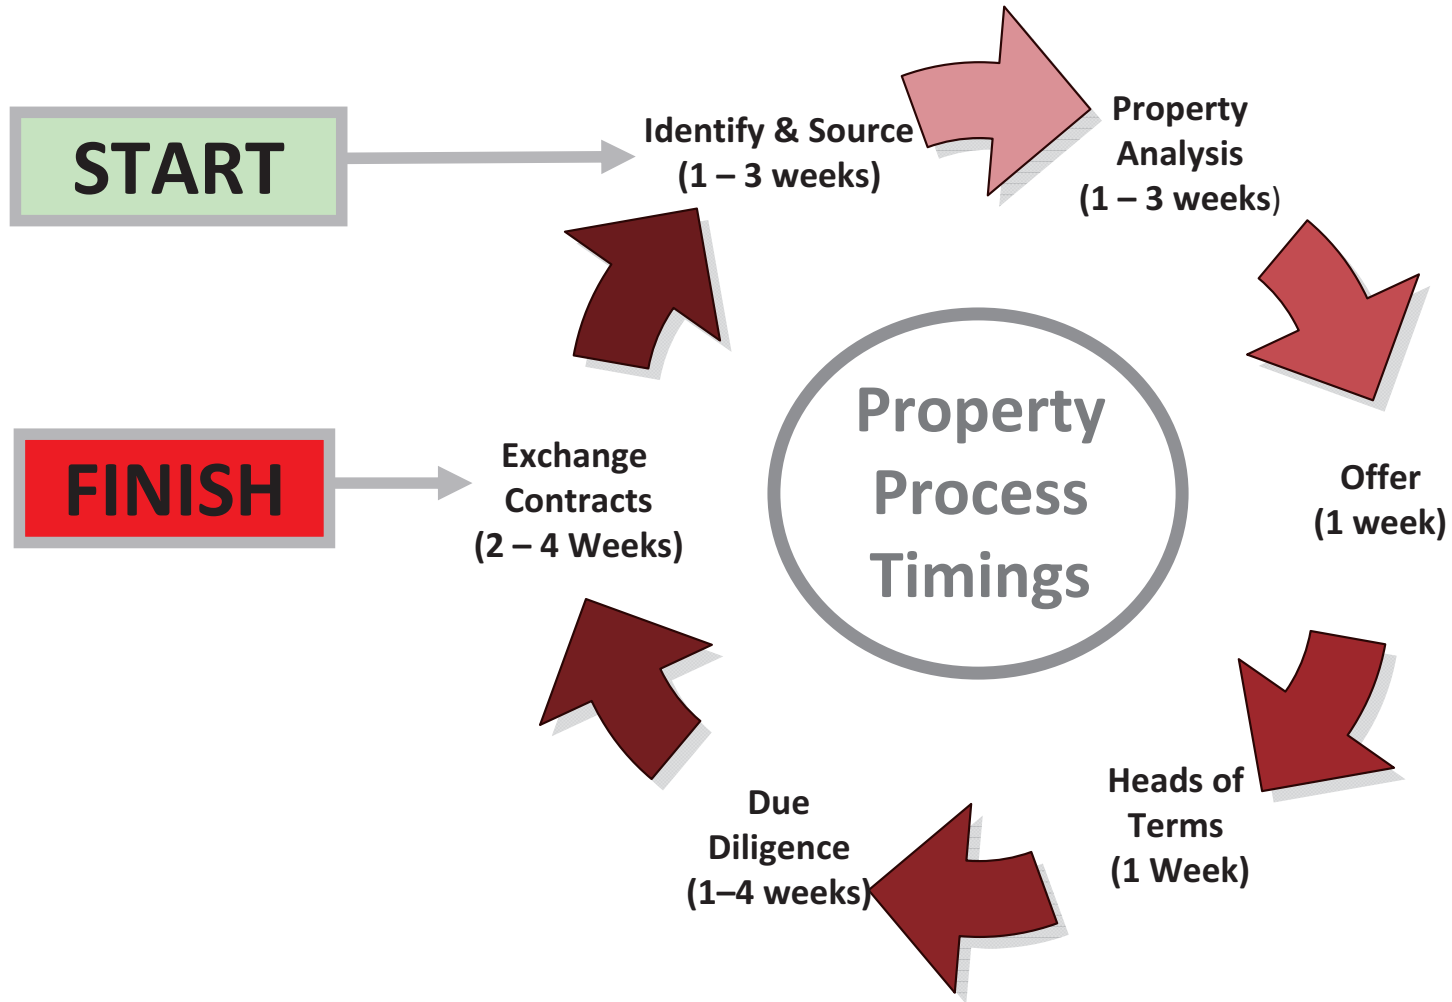 START
Identify & Source
(1 – 3 weeks)
Property
Analysis
(1 – 3 weeks)
Offer
(1 week)
Heads of
Terms
(1 Week)
Due
Diligence
(1–4 weeks)
Exchange
Contracts
(2 – 4 Weeks)
FINISH
Property
Process
Timings